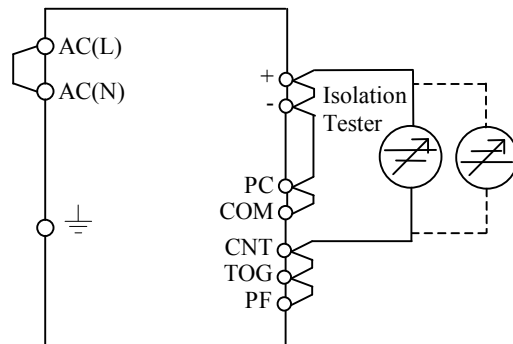 AC(L)
AC(N)
+
-
Isolation
Tester
PC
COM
CNT
TOG
PF